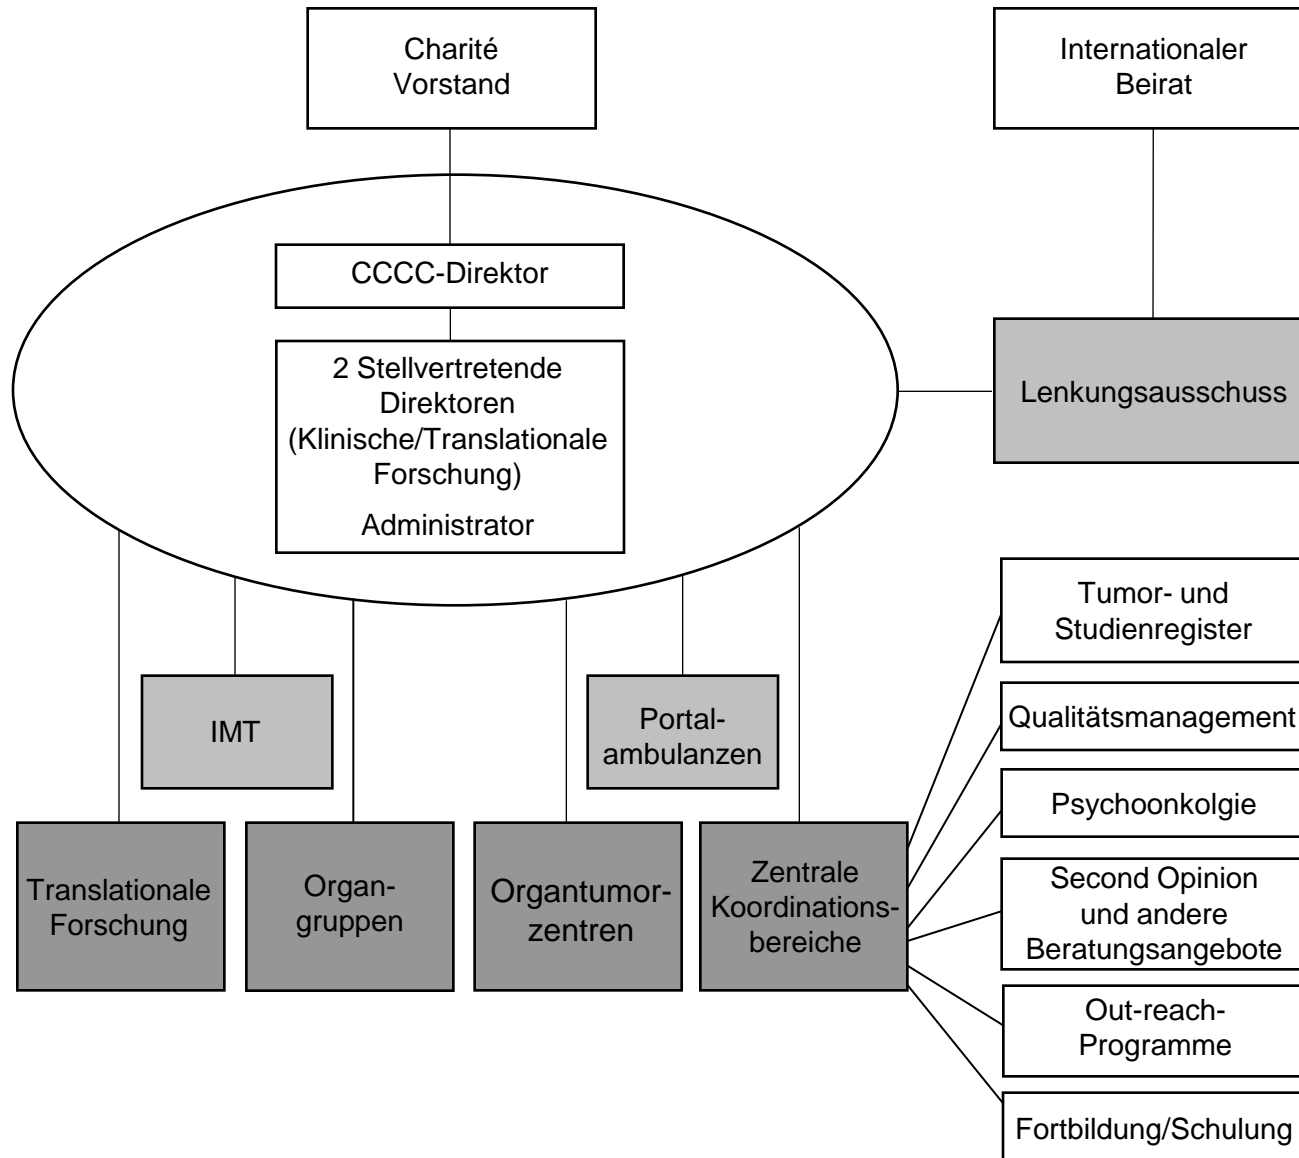 Charité
Vorstand
Internationaler
Beirat
CCCC-Direktor
2 Stellvertretende
Direktoren
(Klinische/Translationale
Forschung)
Administrator
Lenkungsausschuss
IMT
Portal-
ambulanzen
Translationale
Forschung
Organ-
gruppen
Organtumor-
zentren
Zentrale
Koordinations-
bereiche
Tumor- und
Studienregister
Qualitätsmanagement
Psychoonkolgie
Second Opinion
und andere
Beratungsangebote
Out-reach-
Programme
Fortbildung/Schulung